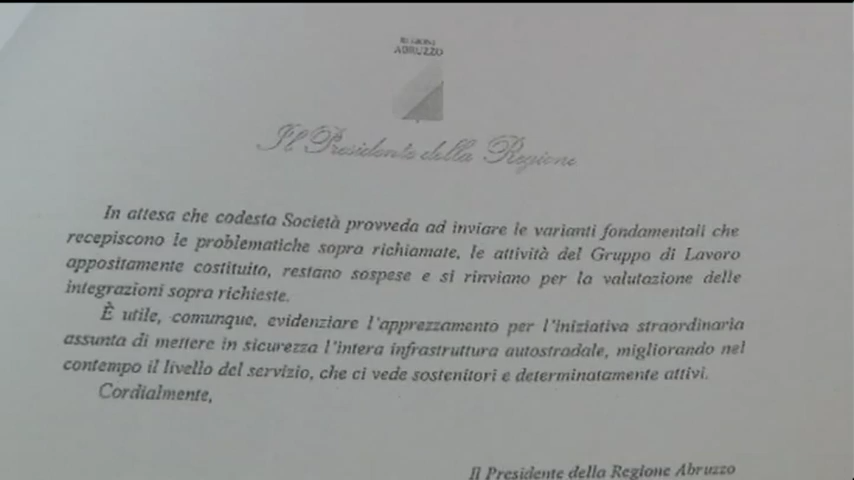 REGIONE
ABRUZZO
Il Presidente della Regione
In attesa che codesta Società provveda ad inviare le varianti fondamentali che
recepiscono le problematiche sopra richiamate, le attività del Gruppo di Lavoro
appositamente costituito, restano sospese e si rinviano per la valutazione delle
integrazioni sopra richieste.
È utile, comunque, evidenziare l'apprezzamento per l'iniziativa straordinaria
assunta di mettere in sicurezza l'intera infrastruttura autostradale, migliorando nel
contempo il livello del servizio, che ci vede sostenitori e determinatamente attivi.
Cordialmente,
Il Presidente della Regione Abruzzo